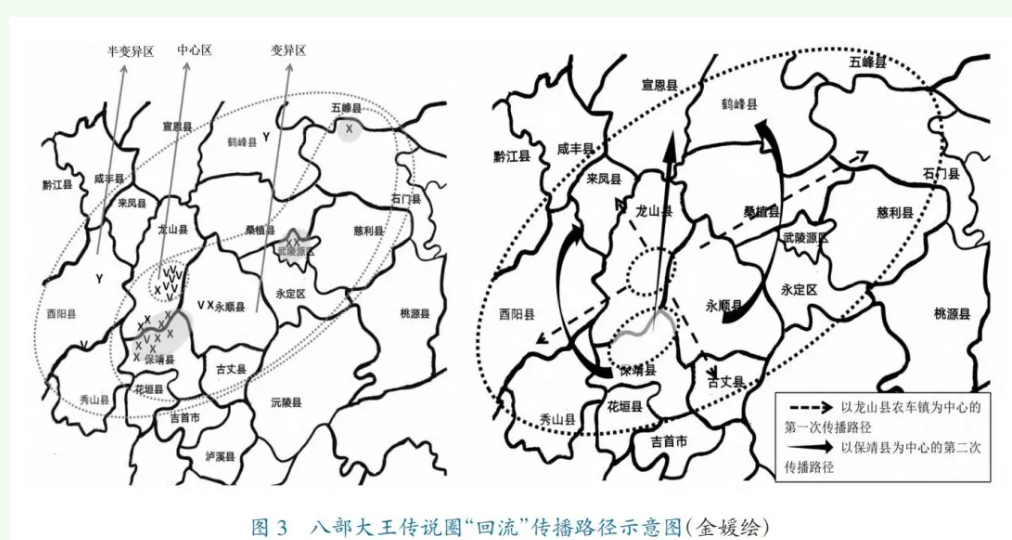 半变异区
中心区
变异区
五峰县
X
宣恩县
鹤峰县
Y
黔江县
咸丰县
来凤县
石门县
龙山县
桑植县
慈利县
X X
武陵源区
Y
V X
永顺县
永定区
酉阳县
桃源县
保靖县
古丈县
花垣县
沅陵县
秀山县
吉首市
泸溪县
五峰县
宣恩县
鹤峰县
黔江县
咸丰县
来凤县
石门县
龙山县
桑植县
慈利县
武陵源区
永顺县
永定区
酉阳县
桃源县
保靖县
古丈县
花垣县
秀山县
吉首市
以龙山县农车镇为中心的
第一次传播路径
以保靖县为中心的第二次
传播路径
图 3 八部大王传说圈“回流”传播路径示意图(金媛绘)